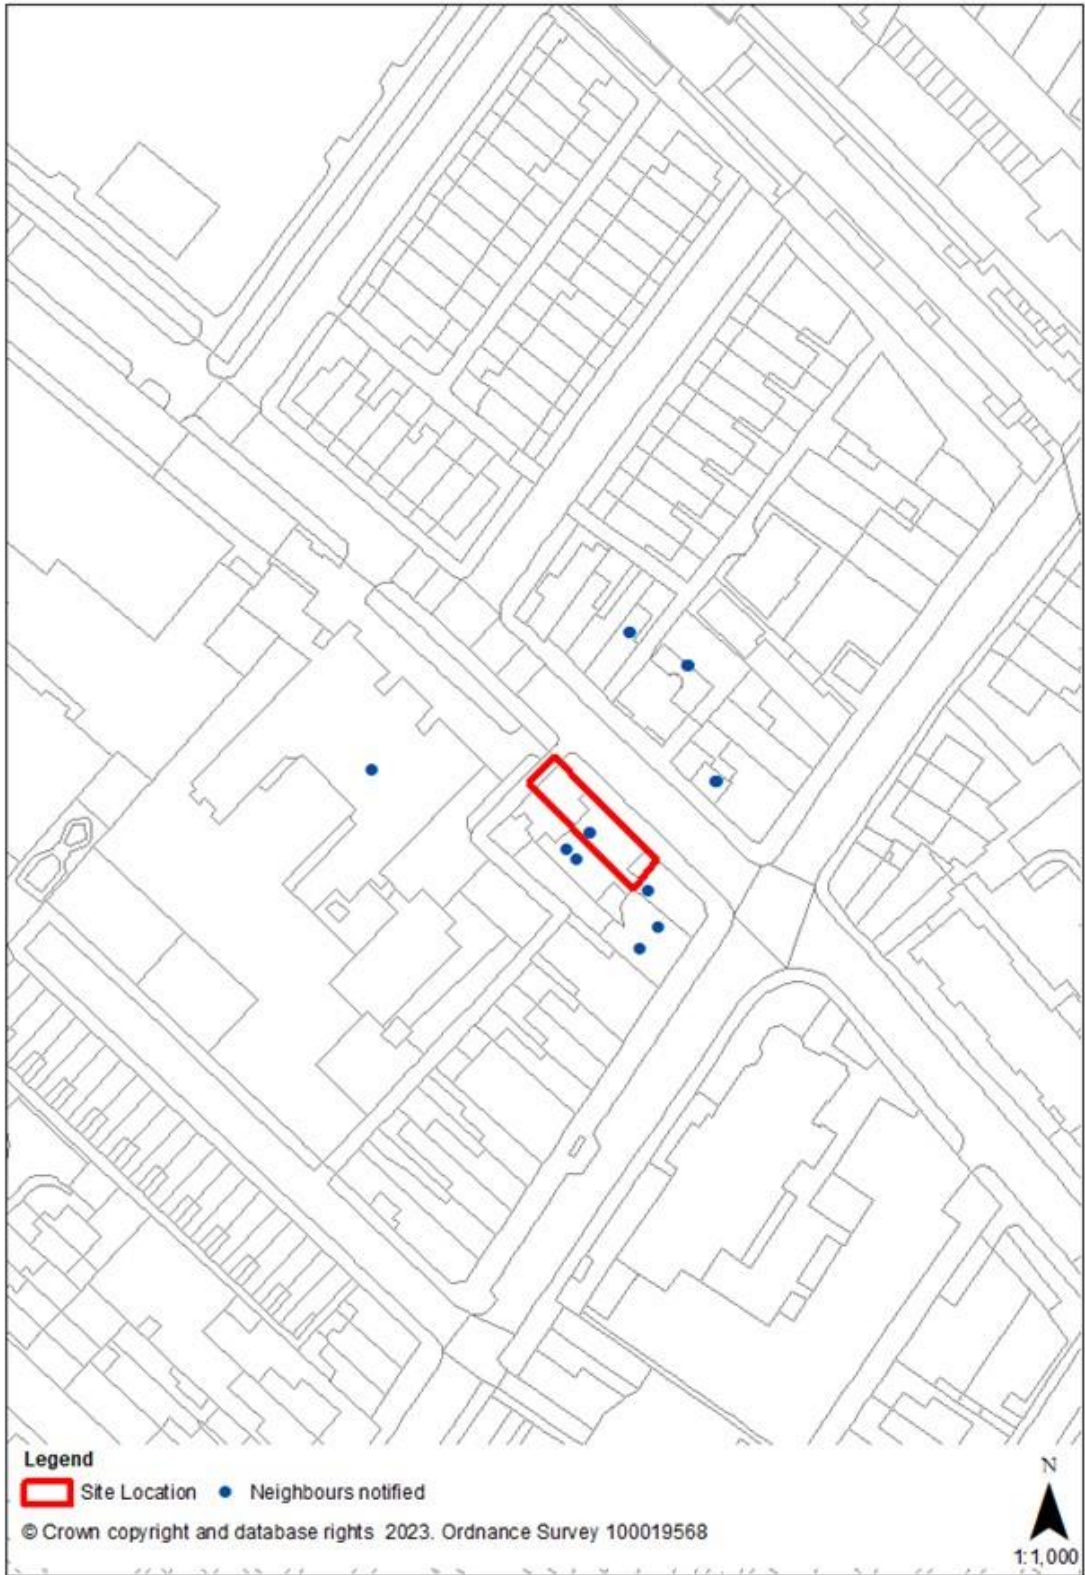 Legend
Site Location
Neighbours notified
© Crown copyright and database rights 2023. Ordnance Survey 100019568
N
1:1,000